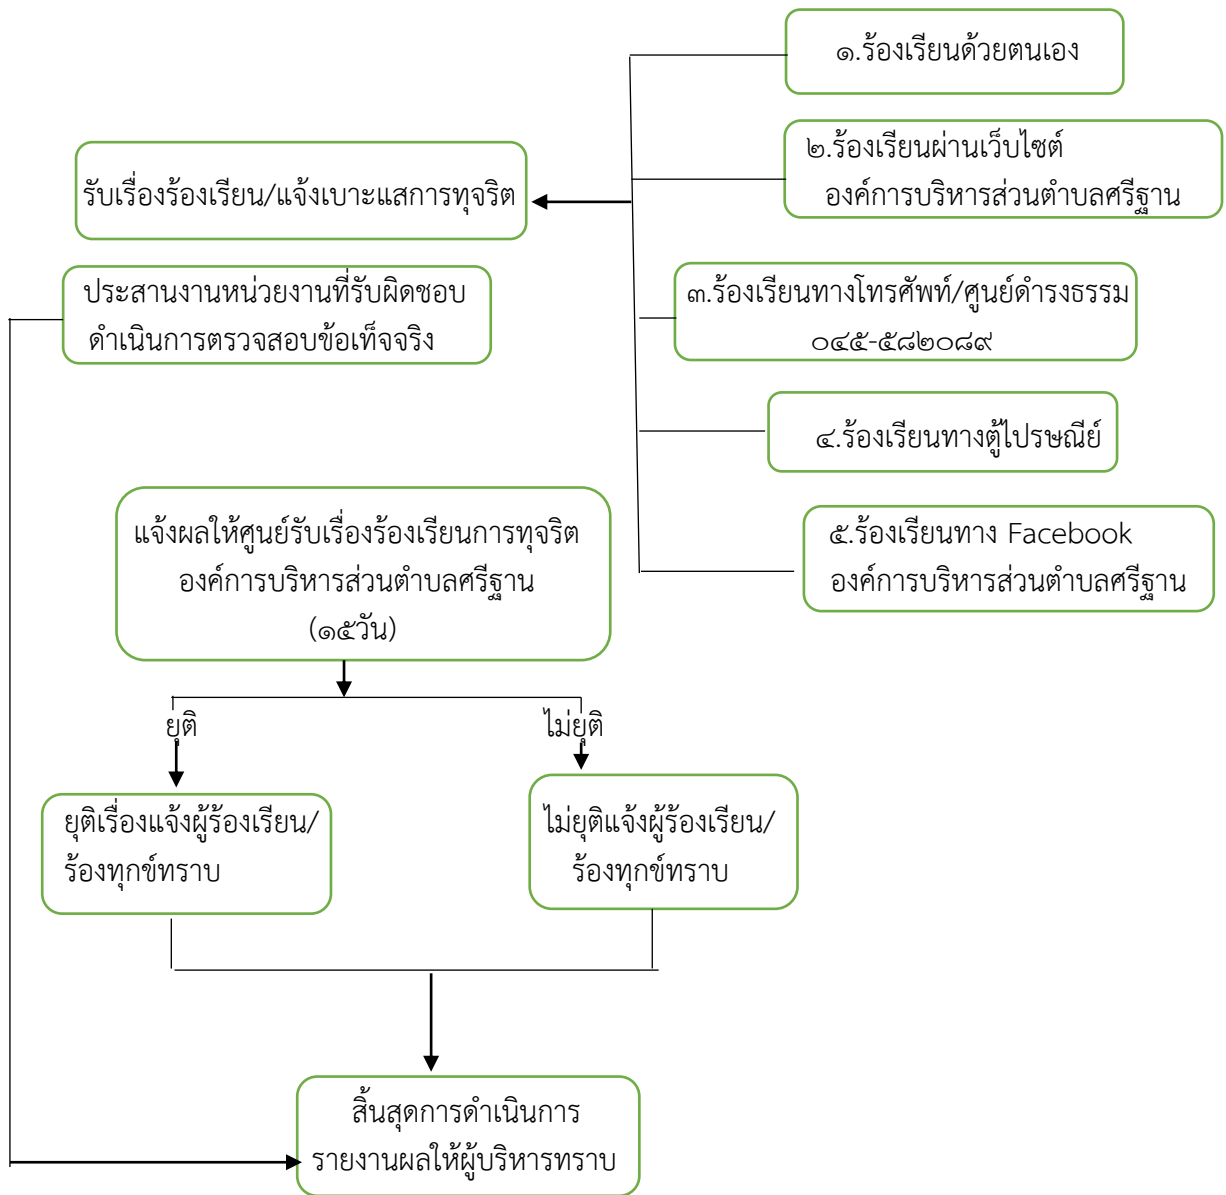 ๑.ร้องเรียนด้วยตนเอง
๒.ร้องเรียนผ่านเว็บไซต์
องค์การบริหารส่วนตำบลศรีฐาน
รับเรื่องร้องเรียน/แจ้งเบาะแสการทุจริต
ประสานงานหน่วยงานที่รับผิดชอบ
ดำเนินการตรวจสอบข้อเท็จจริง
๓.ร้องเรียนทางโทรศัพท์/ศูนย์ดำรงธรรม
๐๔๕-๕๘๒๐๘๙
๔.ร้องเรียนทางตู้ไปรษณีย์
๕.ร้องเรียนทาง Facebook
องค์การบริหารส่วนตำบลศรีฐาน
แจ้งผลให้ศูนย์รับเรื่องร้องเรียนการทุจริต
องค์การบริหารส่วนตำบลศรีฐาน
(๑๕วัน)
ยุติ
ไม่ยุติ
ยุติเรื่องแจ้งผู้ร้องเรียน/
ร้องทุกข์ทราบ
ไม่ยุติแจ้งผู้ร้องเรียน/
ร้องทุกข์ทราบ
สิ้นสุดการดำเนินการ
รายงานผลให้ผู้บริหารทราบ